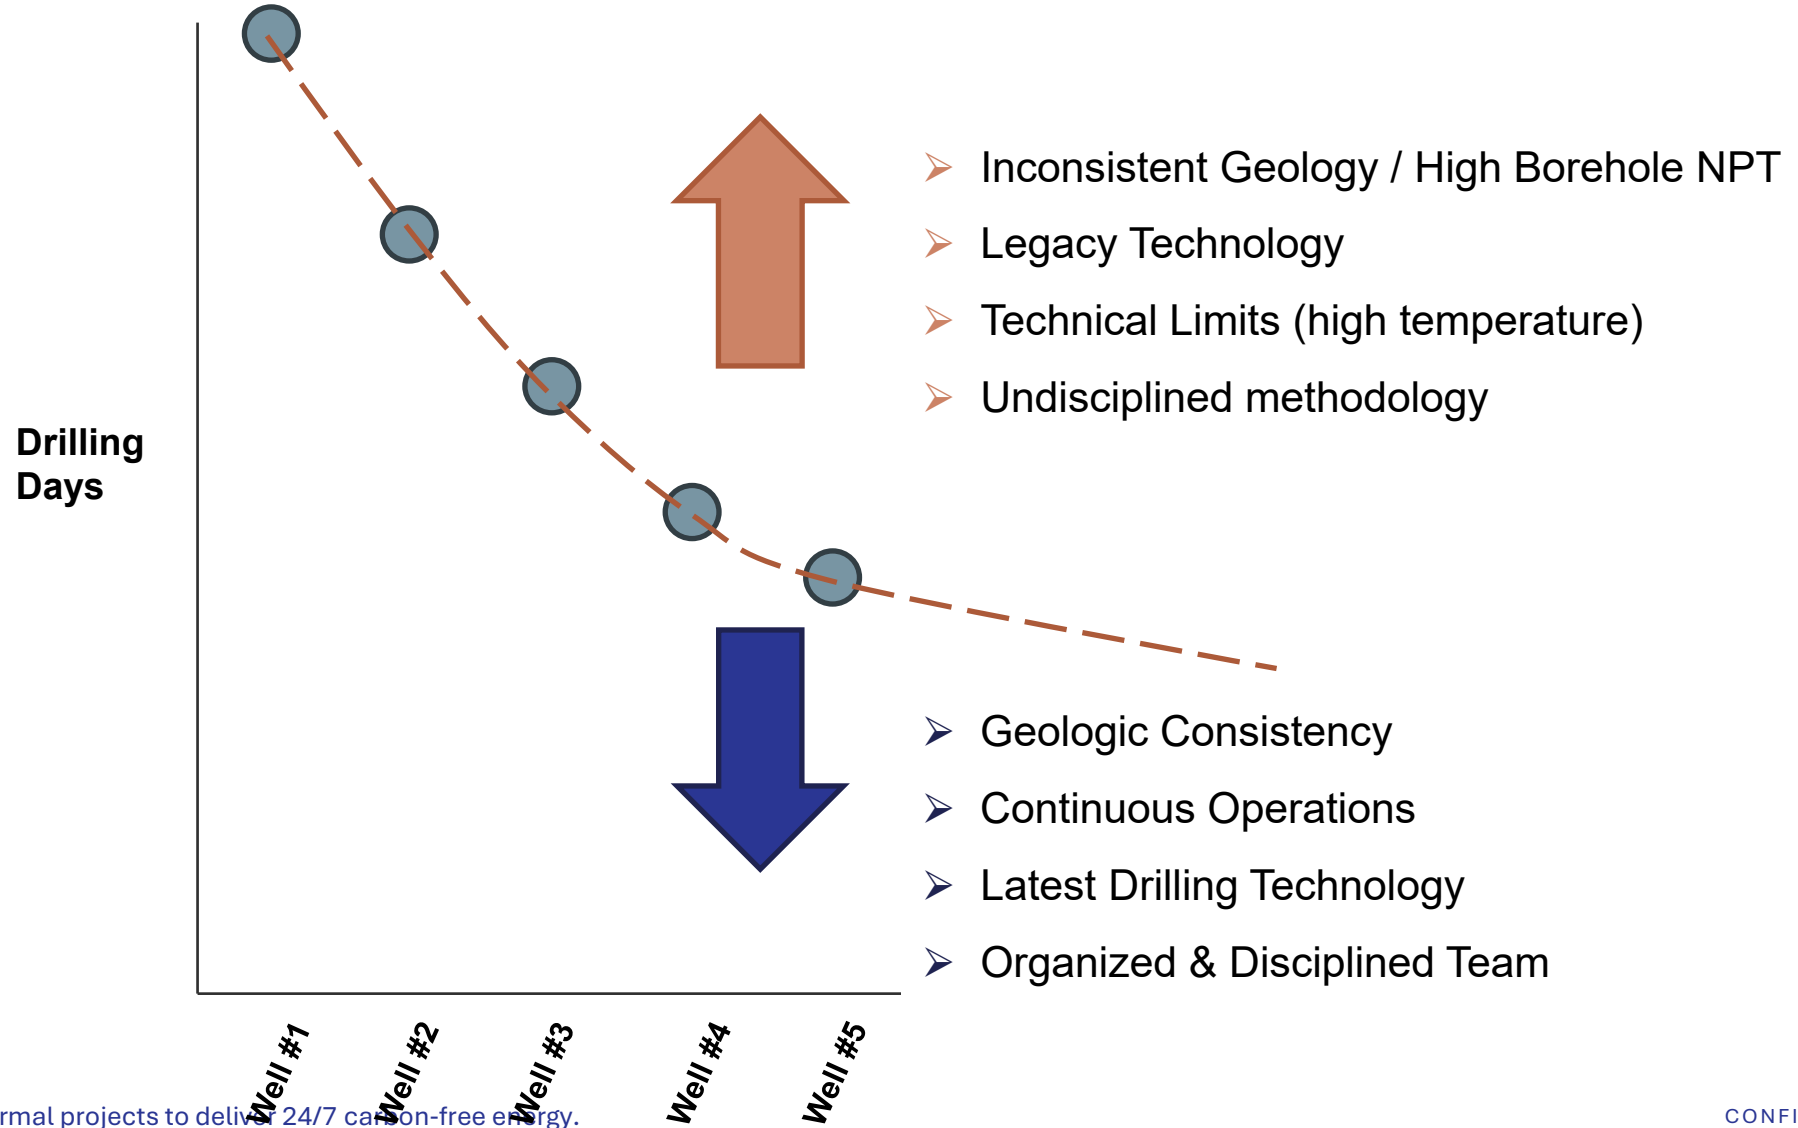 Inconsistent Geology / High Borehole NPT
Legacy Technology
Technical Limits (high temperature)
Undisciplined methodology
Drilling
Days
Geologic Consistency
Continuous Operations
Latest Drilling Technology
Organized & Disciplined Team
Well #1
Well #2
Well #3
Well #4
Well #5
rmal projects to deliver 24/7 carbon-free energy.
CONFI